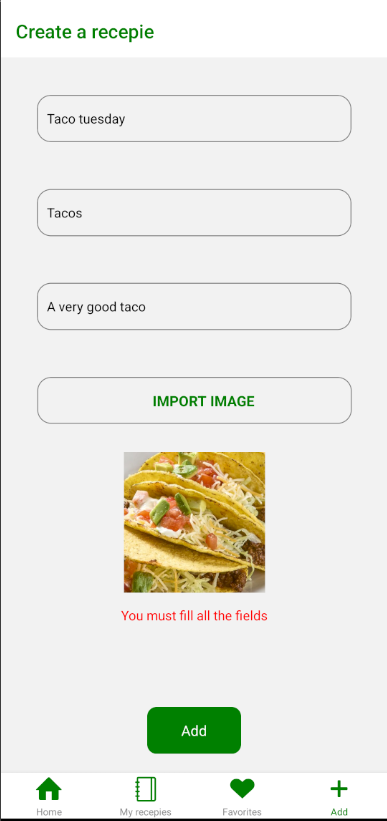 Create a recepie
Taco tuesday
Tacos
A very good taco
IMPORT IMAGE
You must fill all the fields
Add
Home
My recepies
Favorites
Add